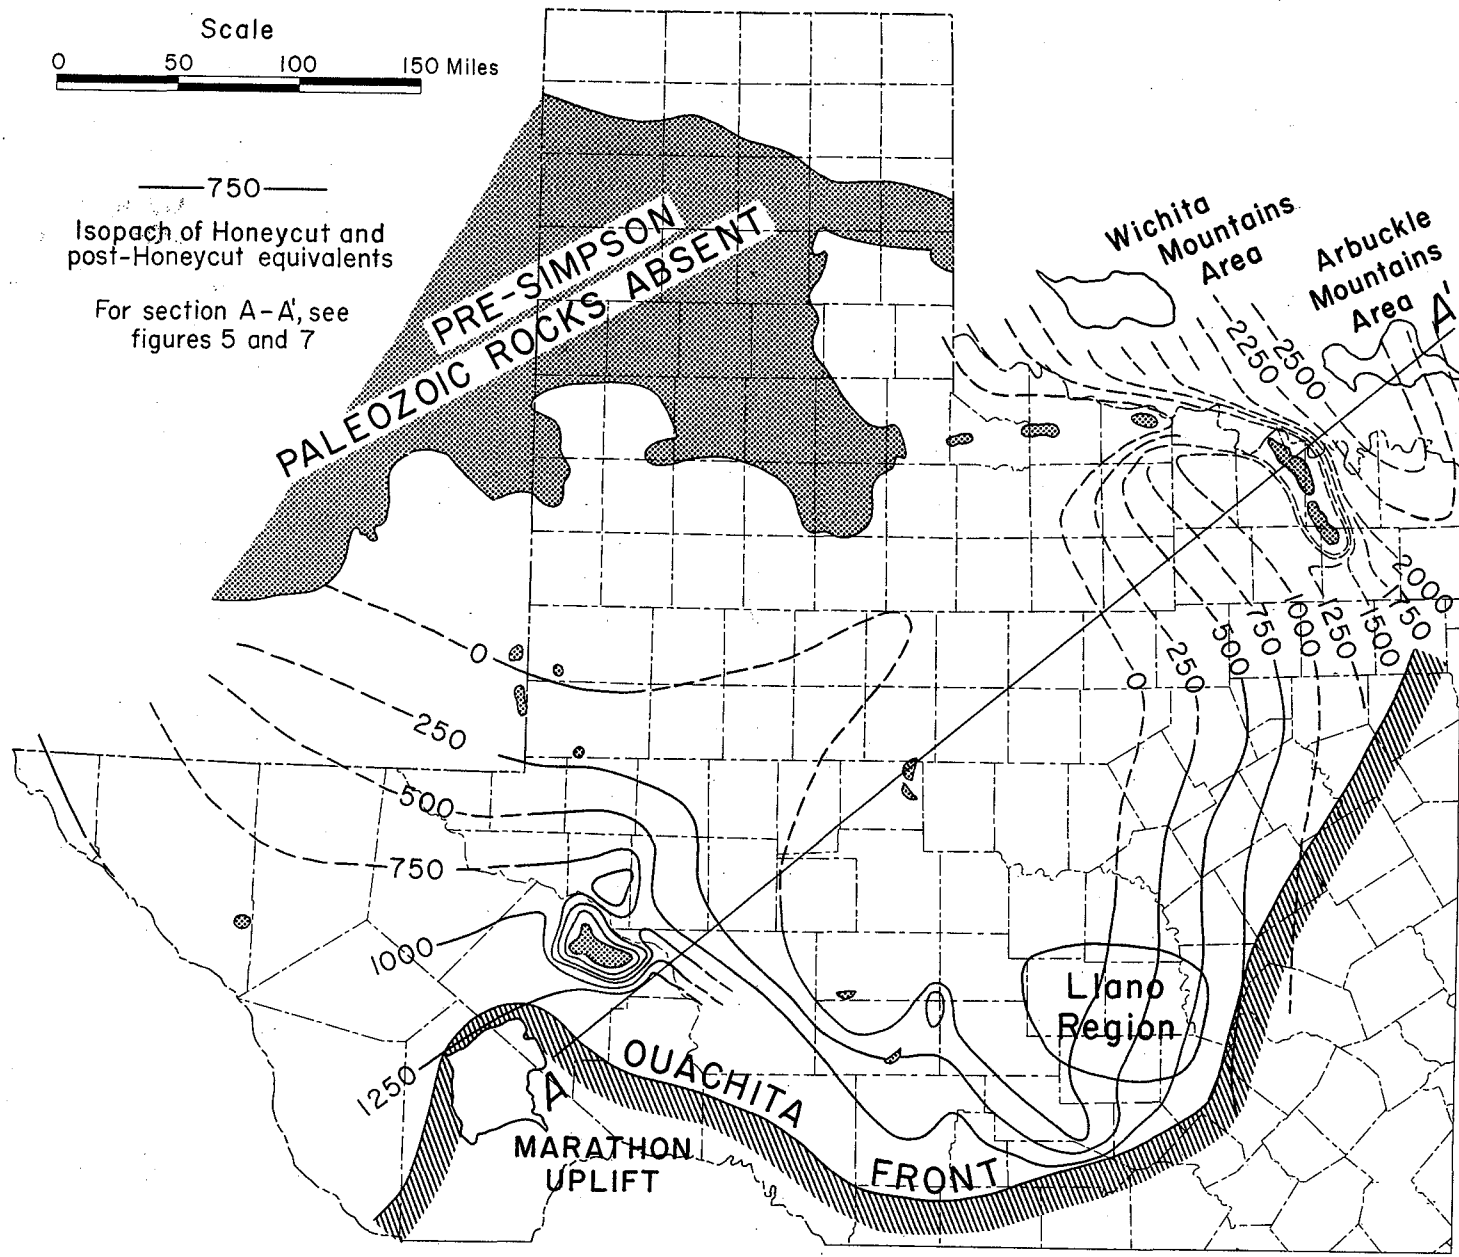 Scale
0 50 100 150 Miles
750
Isopach of Honeycut and
post-Honeycut equivalents
For section A-A', see
figures 5 and 7
PRE-SIMPSON
PALEOZOIC ROCKS ABSENT
Wichita
Mountains
Area
Arbuckle
Mountains
Area
A'
2250
2500
0
250
500
750
1000
1250
0
250
500
750
1000
1250
1500
1750
2000
Llano
Region
A
OUACHITA
FRONT
MARATHON
UPLIFT